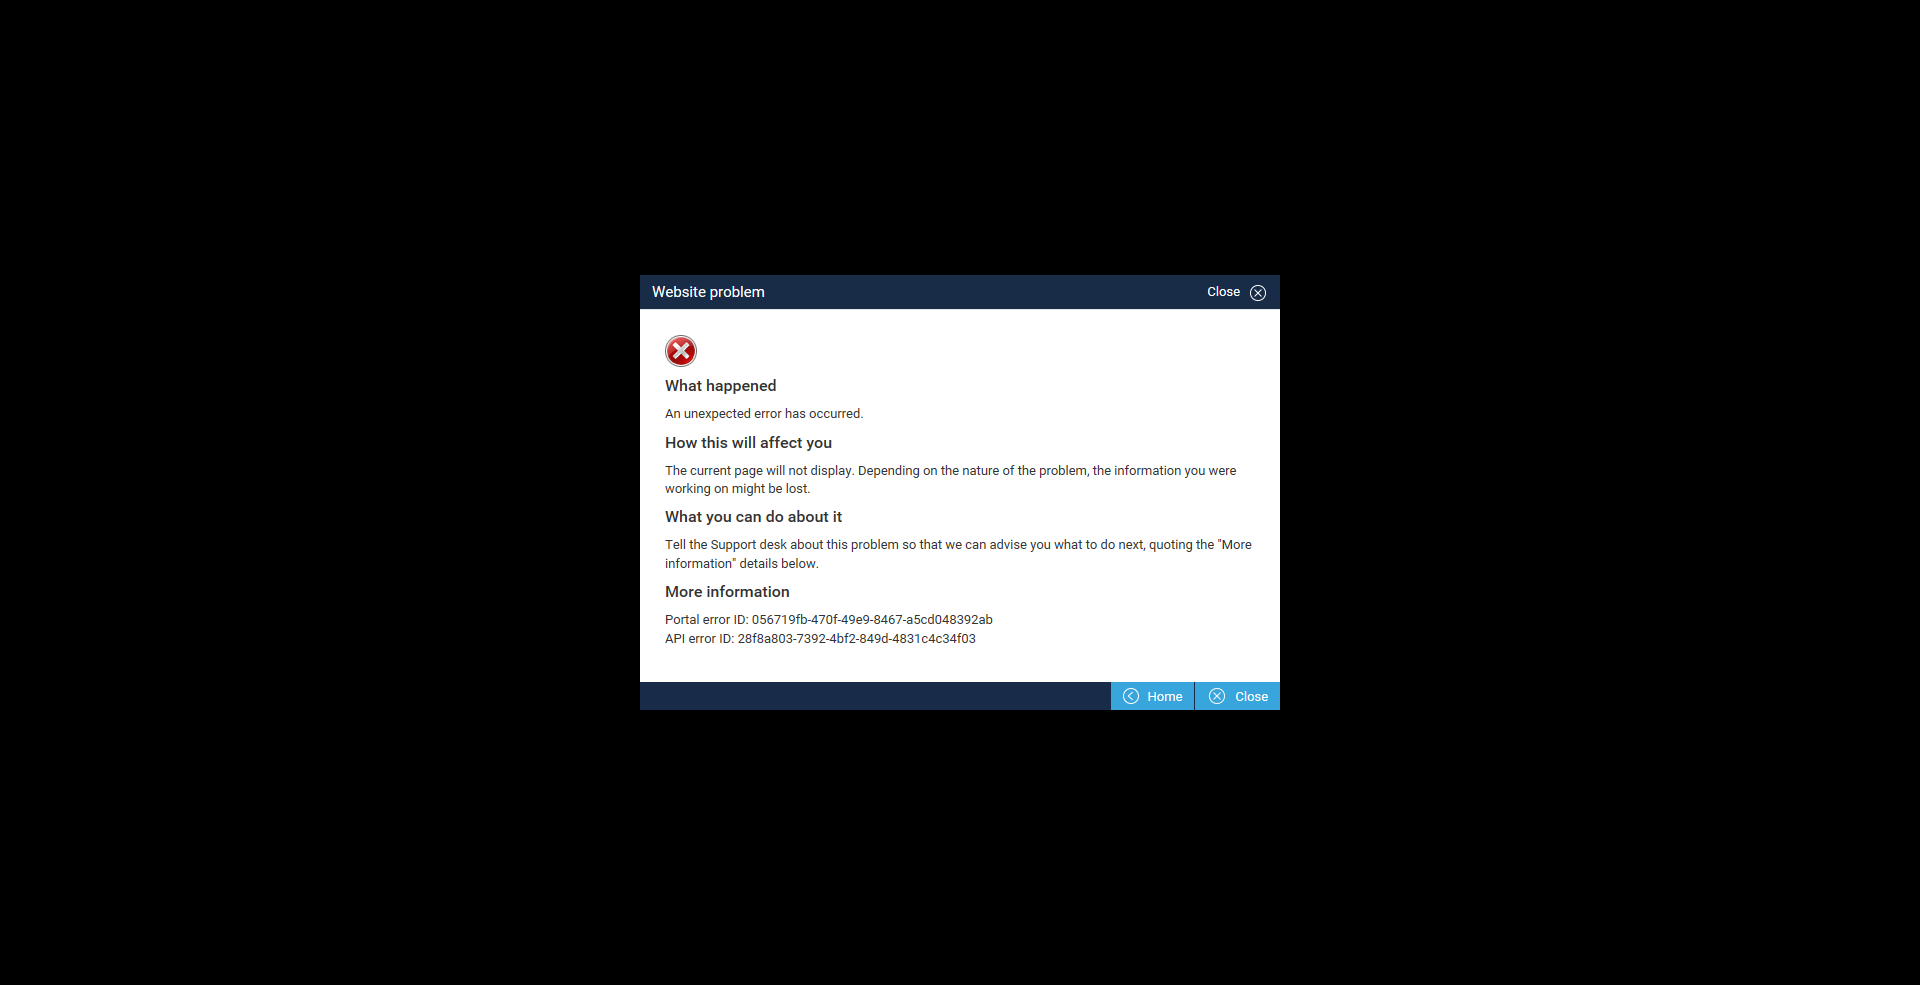 Website problem
Close
What happened
An unexpected error has occurred.
How this will affect you
The current page will not display. Depending on the nature of the problem, the information you were
working on might be lost.
What you can do about it
Tell the Support desk about this problem so that we can advise you what to do next, quoting the "More
information" details below.
More information
Portal error ID: 056719fb-470f-49e9-8467-a5cd048392ab
API error ID: 28f8a803-7392-4bf2-849d-4831c4c34f03
Home
Close